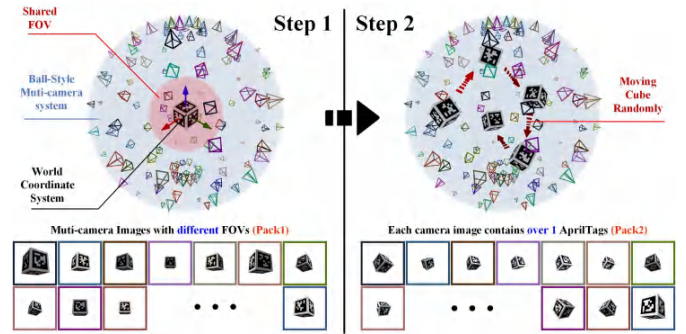 Shared
FOV
Step 1
Ball-Style
Muti-camera
system
World
Coordinate
System
Muti-camera Images with different FOVs (Pack1)
Step 2
Moving
Cube
Randomly
Each camera image contains over 1 AprilTags (Pack2)